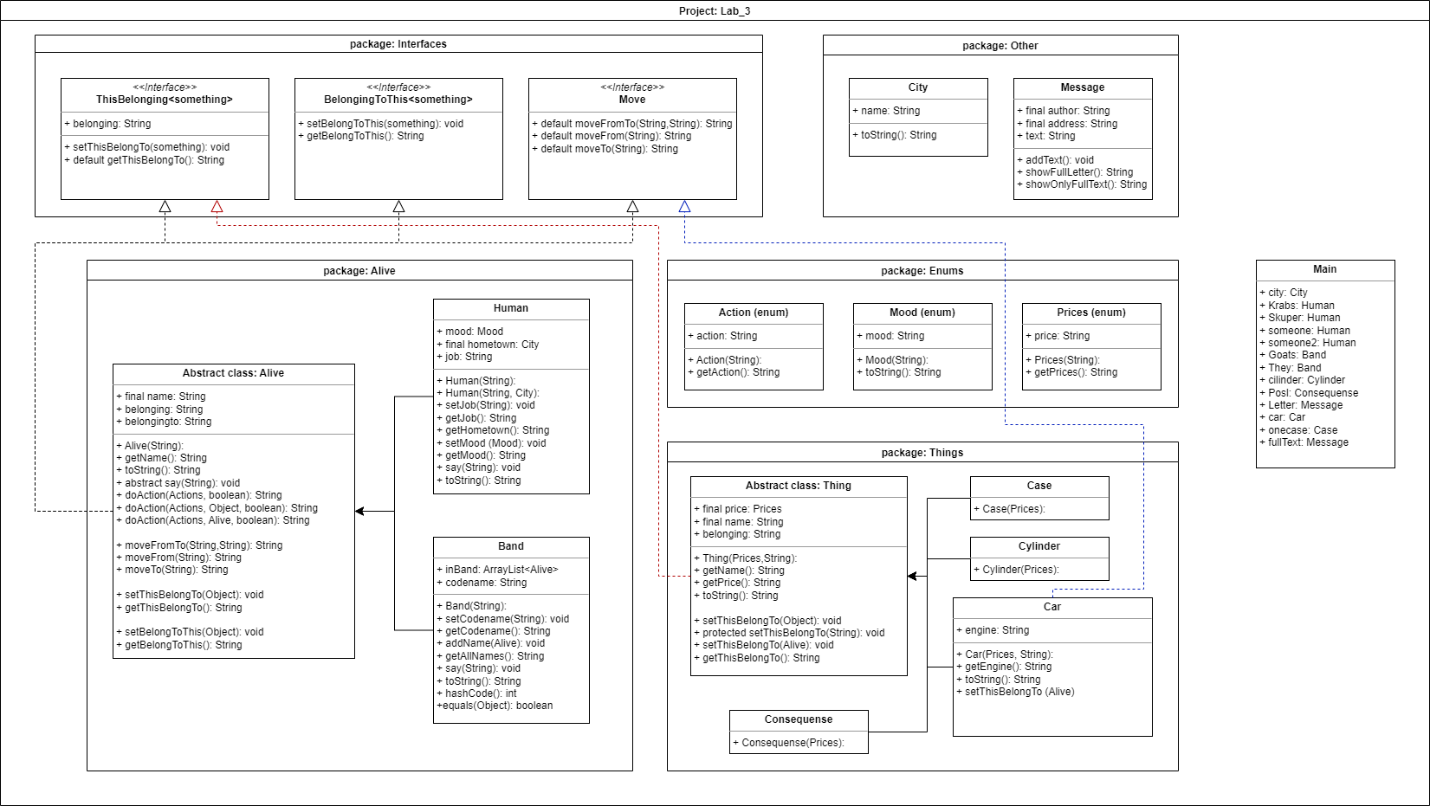 Project: Lab_3
package: Interfaces
<<Interface>>
ThisBelonging<something>
+ belonging: String
+ setThisBelongTo(something): void
+ default getThisBelongTo(): String
<<Interface>>
BelongingToThis<something>
+ setBelongToThis(something): void
+ getBelongToThis(): String
<<Interface>>
Move
+ default moveFromTo(String,String): String
+ default moveFrom(String): String
+ default moveTo(String): String
package: Other
City
+ name: String
+ toString(): String
Message
+ final author: String
+ final address: String
+ text: String
+ addText(): void
+ showFullLetter(): String
+ showOnlyFullText(): String
package: Alive
Abstract class: Alive
+ final name: String
+ belonging: String
+ belongingto: String
+ Alive(String):
+ getName(): String
+ toString(): String
+ abstract say(String): void
+ doAction(Actions, boolean): String
+ doAction(Actions, Object, boolean): String
+ doAction(Actions, Alive, boolean): String
+ moveFromTo(String,String): String
+ moveFrom(String): String
+ moveTo(String): String
+ setThisBelongTo(Object): void
+ getThisBelongTo(): String
+ setBelongToThis(Object): void
+ getBelongToThis(): String
Human
+ mood: Mood
+ final hometown: City
+ job: String
+ Human(String):
+ Human(String, City):
+ setJob(String): void
+ getJob(): String
+ getHometown(): String
+ setMood (Mood): void
+ getMood(): String
+ say(String): void
+ toString(): String
Band
+ inBand: ArrayList<Alive>
+ codename: String
+ Band(String):
+ setCodename(String): void
+ getCodename(): String
+ addName(Alive): void
+ getAllNames(): String
+ say(String): void
+ toString(): String
+ hashCode(): int
+equals(Object): boolean
package: Enums
Action (enum)
+ action: String
+ Action(String):
+ getAction(): String
Mood (enum)
+ mood: String
+ Mood(String):
+ toString(): String
Prices (enum)
+ price: String
+ Prices(String):
+ getPrices(): String
package: Things
Abstract class: Thing
+ final price: Prices
+ final name: String
+ belonging: String
+ Thing(Prices,String):
+ getName(): String
+ getPrice(): String
+ toString(): String
+ setThisBelongTo(Object): void
+ protected setThisBelongTo(String): void
+ setThisBelongTo(Alive): void
+ getThisBelongTo(): String
Case
+ Case(Prices):
Cylinder
+ Cylinder(Prices):
Car
+ engine: String
+ Car(Prices, String):
+ getEngine(): String
+ toString(): String
+ setThisBelongTo (Alive)
Consequense
+ Consequense(Prices):
Main
+ city: City
+ Krabs: Human
+ Skuper: Human
+ someone: Human
+ someone2: Human
+ Goats: Band
+ They: Band
+ cilinder: Cylinder
+ Posl: Consequense
+ Letter: Message
+ car: Car
+ onecase: Case
+ fullText: Message